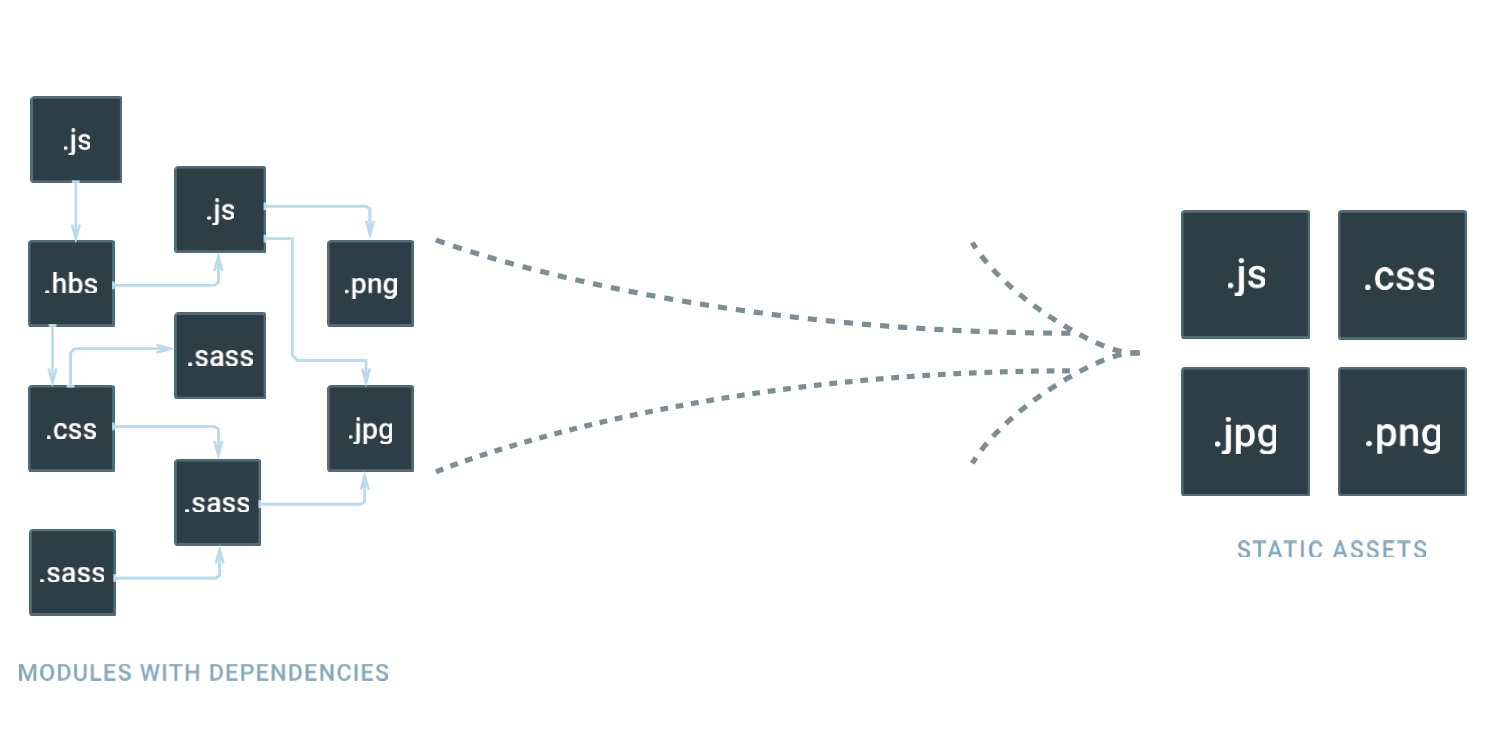 .js
.js
.hbs
.png
.sass
.css
.jpg
.sass
.sass
MODULES WITH DEPENDENCIES
.js
.css
.jpg
.png
STATIC ASSETS